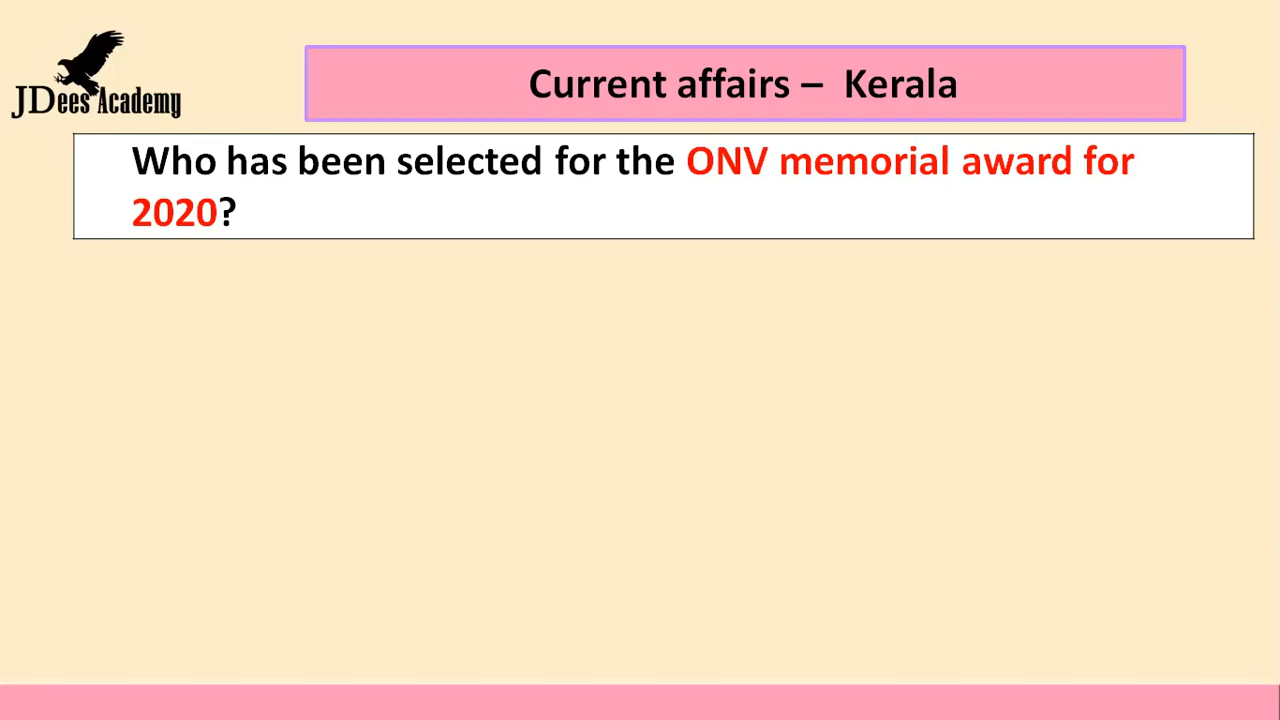 JDees Academy
Current affairs – Kerala
Who has been selected for the ONV memorial award for
2020?